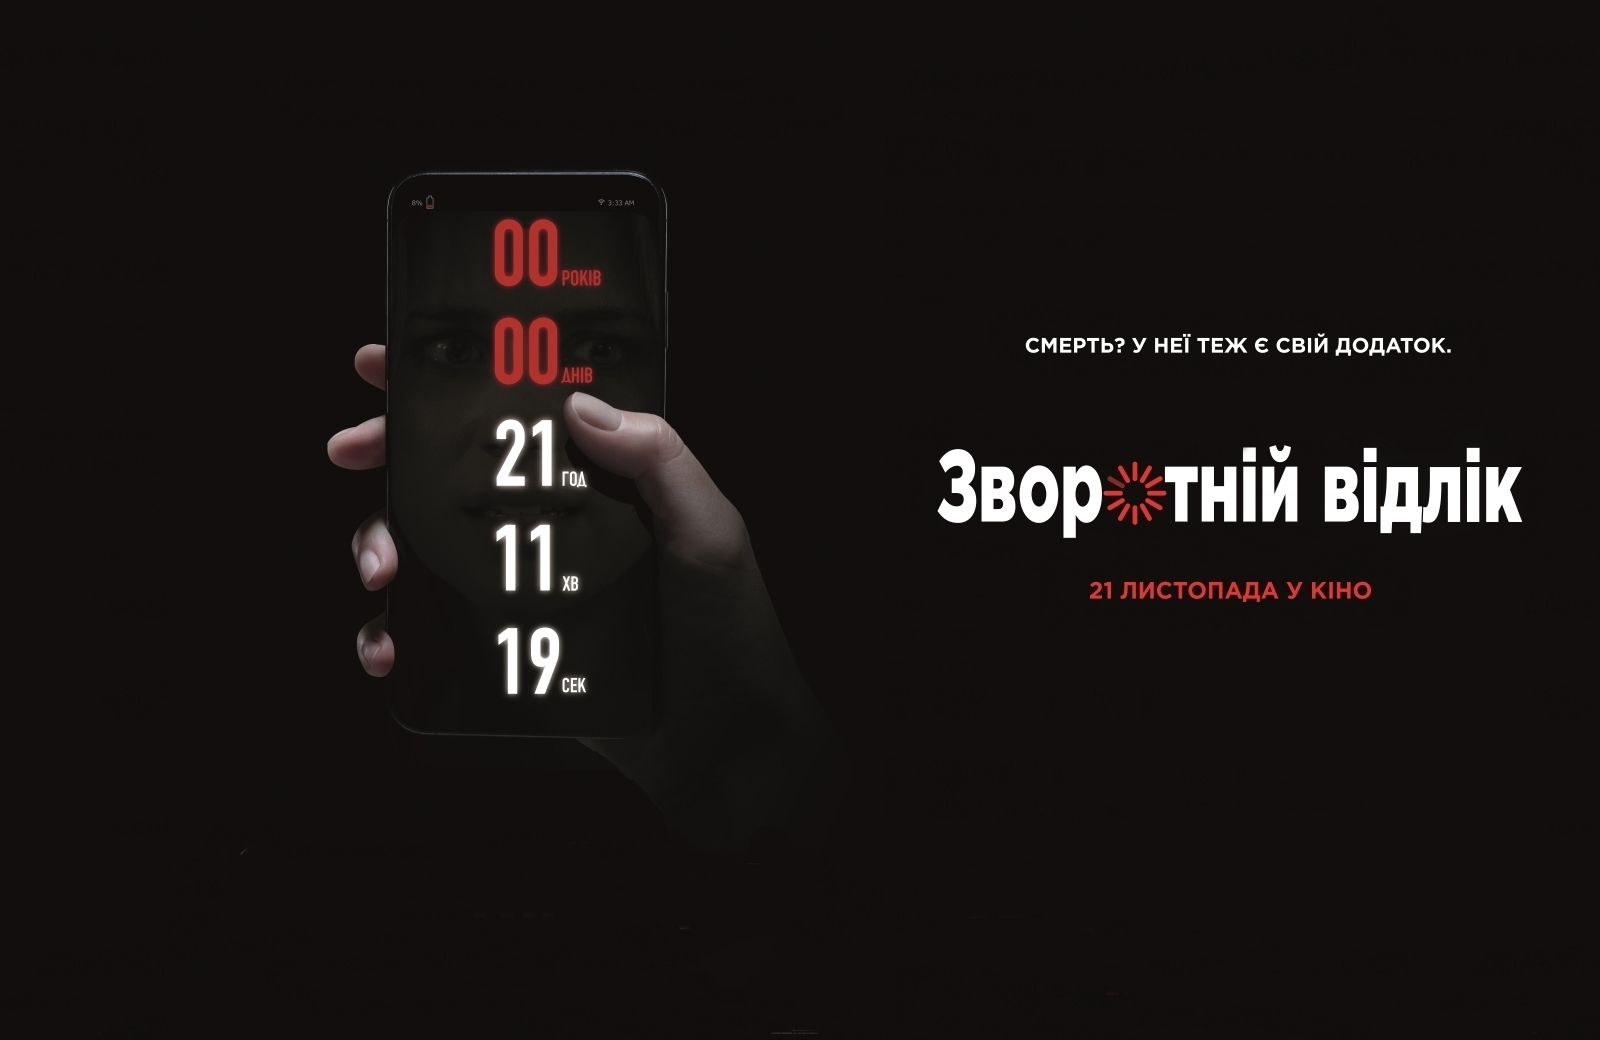 8% 3:33 AM
00 РОКІВ
00 ДНІВ
21 ГОД
11 ХВ
19 СЕК
СМЕРТЬ? У НЕЇ ТЕЖ Є СВІЙ ДОДАТОК.
Зворотній відлік
21 ЛИСТОПАДА У КІНО